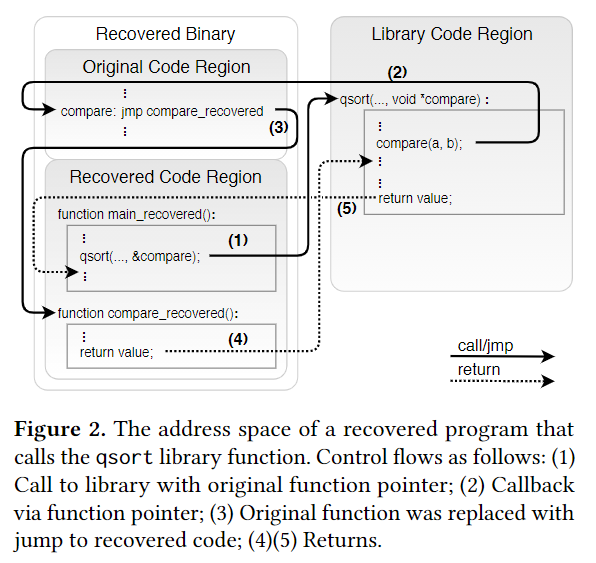 Recovered Binary
Original Code Region
⋮
compare: jmp compare_recovered
⋮
(3)
Recovered Code Region
function main_recovered():
⋮
(1)
qsort(..., &compare);
⋮
function compare_recovered():
⋮
(4)
return value;
Library Code Region
(2)
qsort(..., void *compare) :
⋮
compare(a, b);
⋮
⋮
return value;
(5)
call/jmp
return
Figure 2. The address space of a recovered program that
calls the qsort library function. Control flows as follows: (1)
Call to library with original function pointer; (2) Callback
via function pointer; (3) Original function was replaced with
jump to recovered code; (4)(5) Returns.